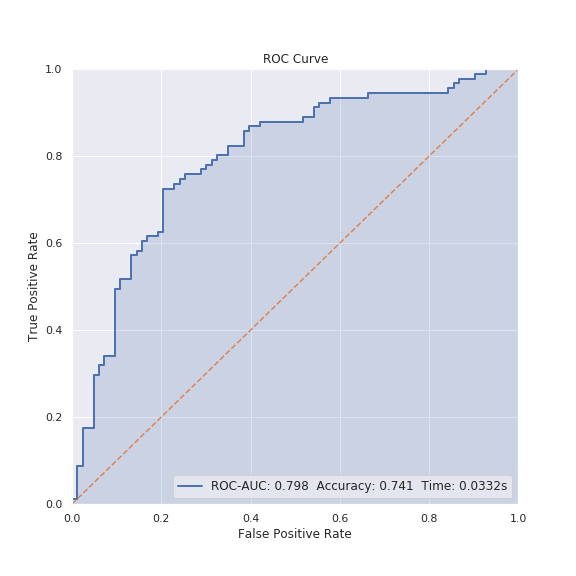 ROC Curve
True Positive Rate
1.0
0.8
0.6
0.4
0.2
0.0
ROC-AUC: 0.798 Accuracy: 0.741 Time: 0.0332s
0.0 0.2 0.4 0.6 0.8 1.0
False Positive Rate